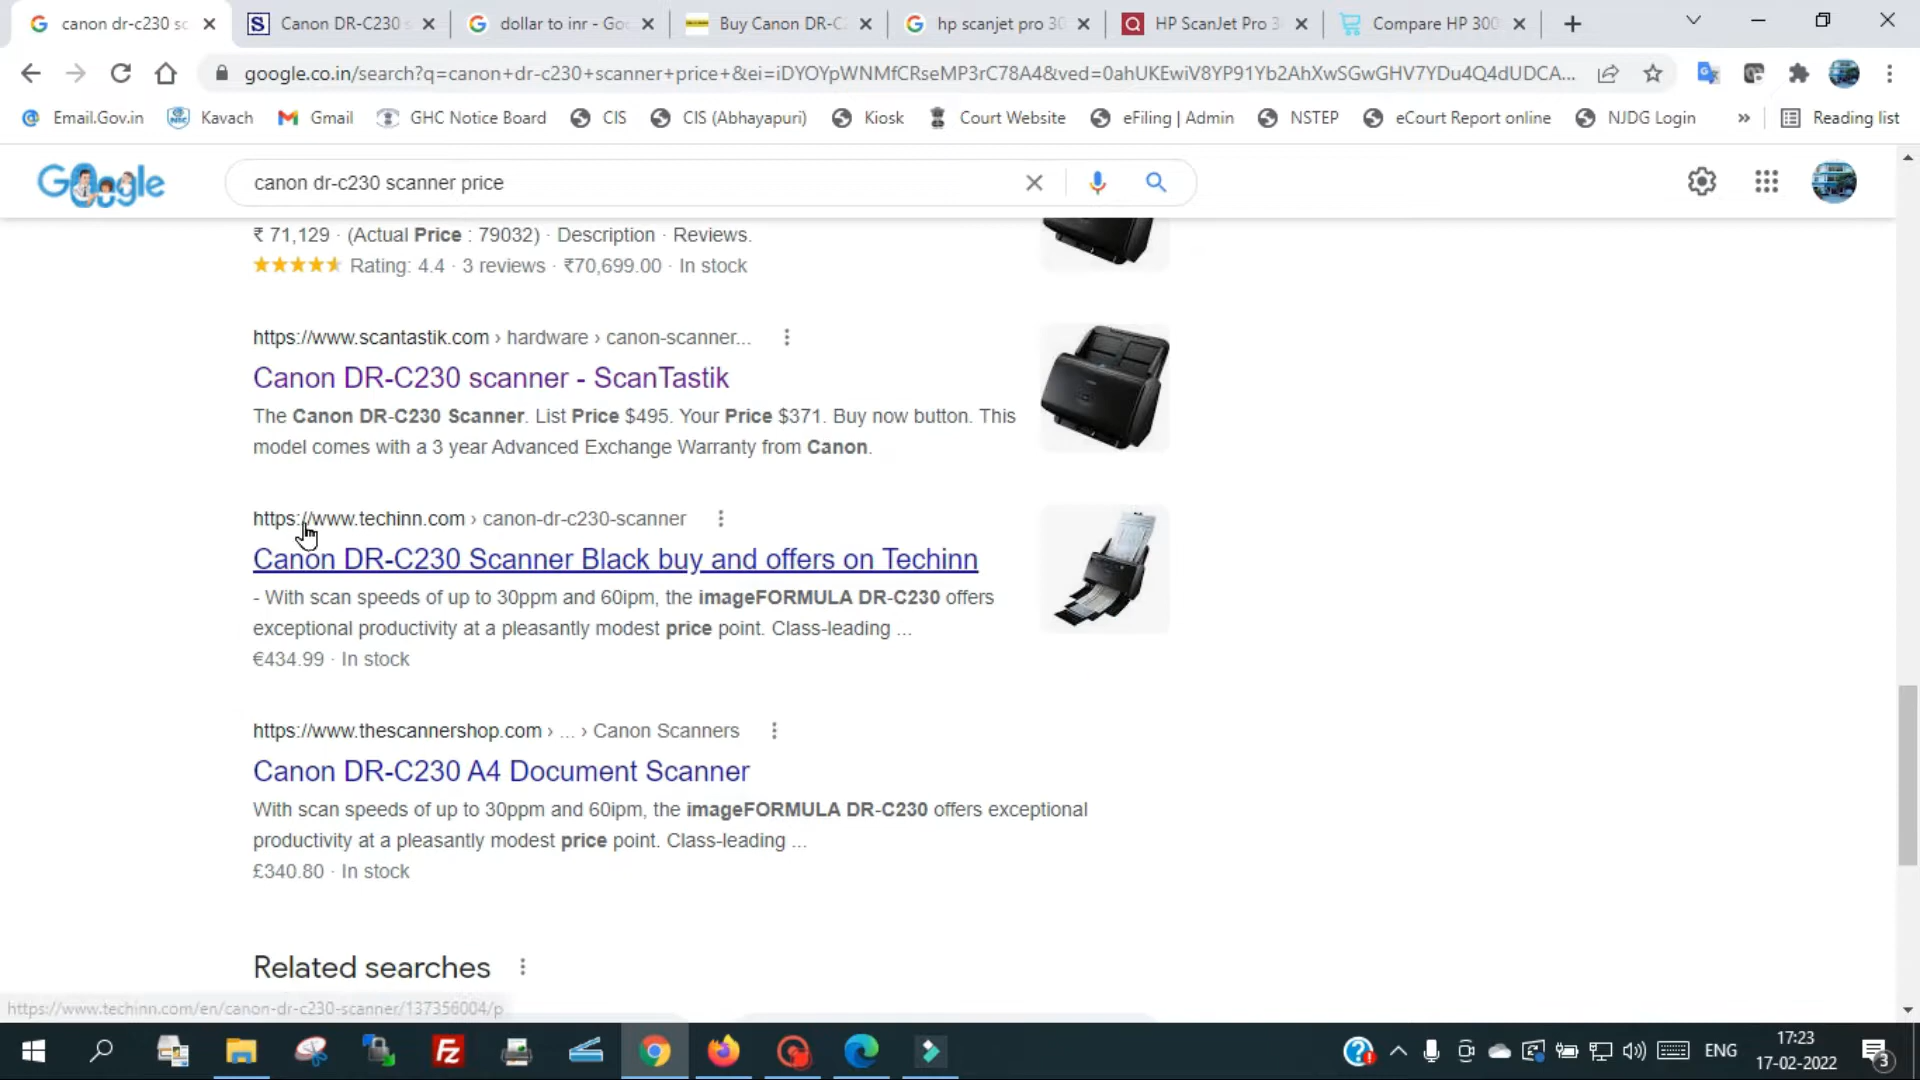 canon dr-c230 sc
Canon DR-C230 s
dollar to inr - Goo
Buy Canon DR-C
hp scanjet pro 30
HP ScanJet Pro 3
Compare HP 300
google.co.in/search?q=canon+dr-c230+scanner+price+&ei=iDYOYpWNMfCRseMP3rC78A4&ved=0ahUKEwiV8YP91Yb2AhXwSGwGHV7YDu4Q4dUDCA...
Email.Gov.in
Kavach
Gmail
GHC Notice Board
CIS
CIS (Abhayapuri)
Kiosk
Court Website
eFiling | Admin
NSTEP
eCourt Report online
NJDG Login
»
Reading list
Google
canon dr-c230 scanner price
₹ 71,129 · (Actual Price : 79032) · Description · Reviews.
Rating: 4.4 · 3 reviews · ₹70,699.00 · In stock
https://www.scantastik.com › hardware › canon-scanner...
Canon DR-C230 scanner - ScanTastik
The Canon DR-C230 Scanner. List Price $495. Your Price $371. Buy now button. This
model comes with a 3 year Advanced Exchange Warranty from Canon.
https://www.techinn.com › canon-dr-c230-scanner
Canon DR-C230 Scanner Black buy and offers on Techinn
- With scan speeds of up to 30ppm and 60ipm, the imageFORMULA DR-C230 offers
exceptional productivity at a pleasantly modest price point. Class-leading ...
€434.99 · In stock
https://www.thescannershop.com › ... › Canon Scanners
Canon DR-C230 A4 Document Scanner
With scan speeds of up to 30ppm and 60ipm, the imageFORMULA DR-C230 offers exceptional
productivity at a pleasantly modest price point. Class-leading ...
£340.80 · In stock
Related searches
https://www.techinn.com/en/canon-dr-c230-scanner/137356004/p
ENG
17:23
17-02-2022
3